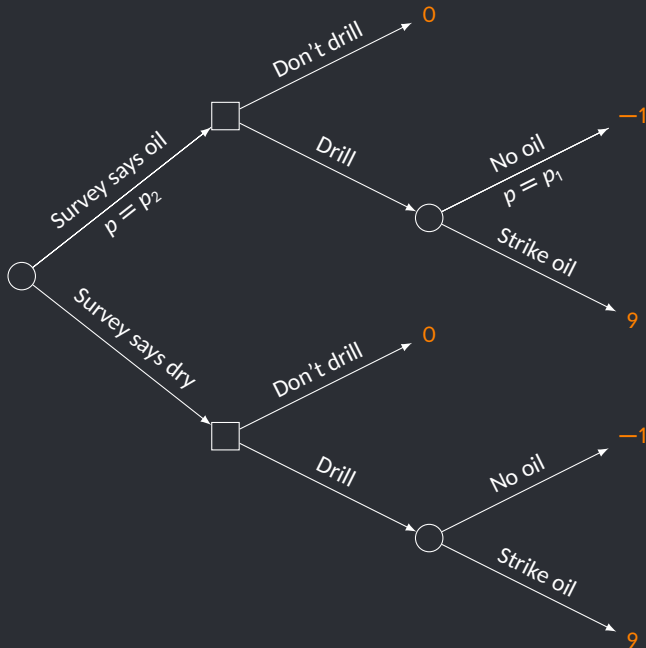 0
Don't drill
−1
No oil
p = p₁
Drill
Survey says oil
p = p₂
Strike oil
9
Survey says dry
0
Don't drill
−1
No oil
Drill
Strike oil
9